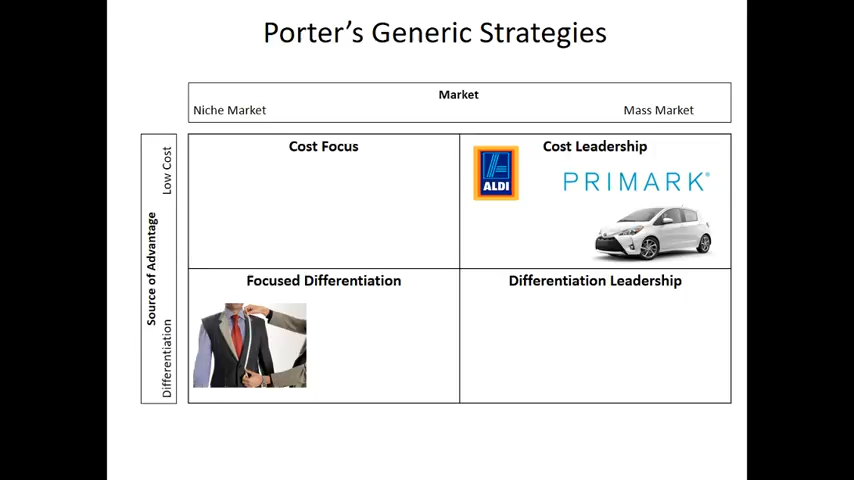 Porter's Generic Strategies
Market
Niche Market
Mass Market
Source of Advantage
Low Cost
Differentiation
Cost Focus
Cost Leadership
ALDI
PRIMARK®
Focused Differentiation
Differentiation Leadership